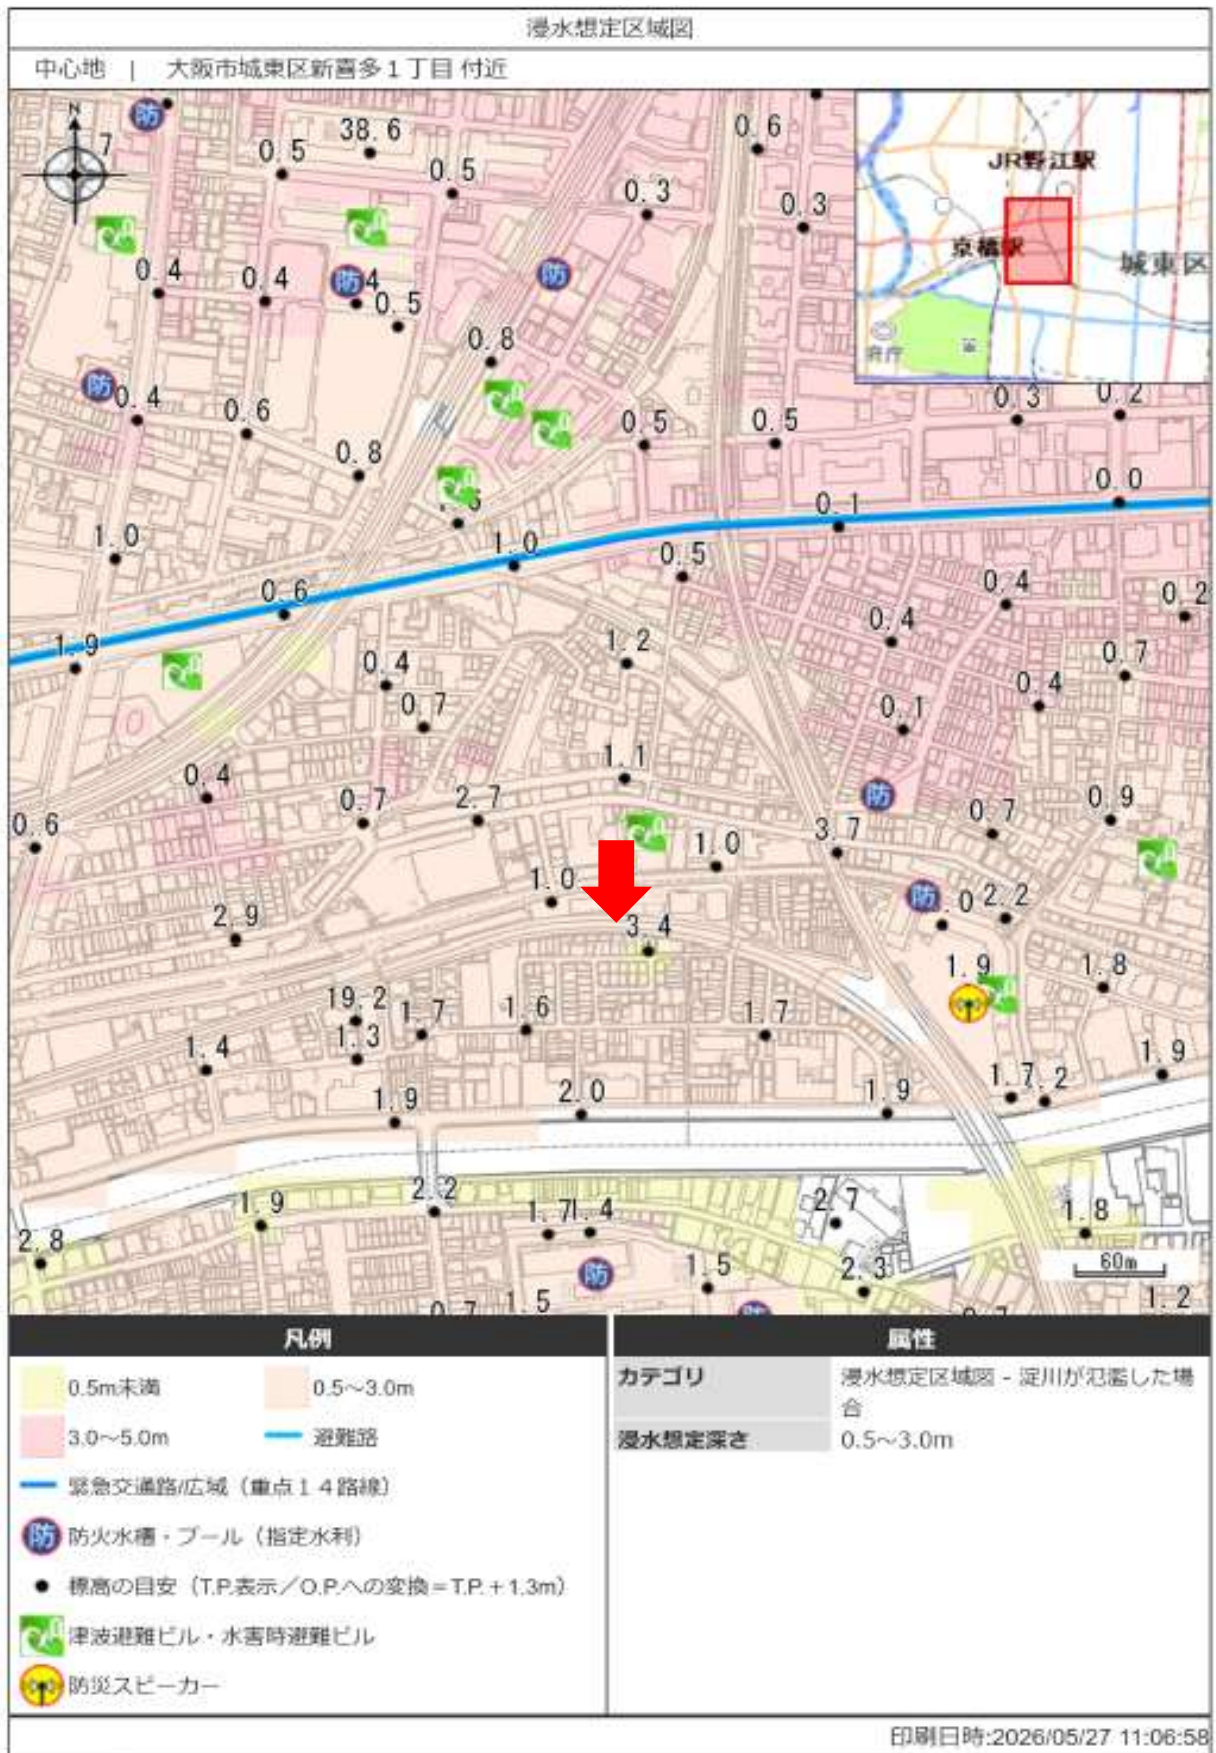 浸水想定区域図
中心地 | 大阪市城東区新喜多1丁目 付近
N
7
38.6
0.6
0.5
0.5
0.3
0.3
JR野江駅
京橋駅
城東区
府庁
防
0.4
0.4
防
4
0.5
防
0.8
防
0.4
0.6
0.8
0.5
0.5
0.3
0.2
0.0
0.1
1.0
1.0
0.5
0.6
0.4
0.2
0.4
1.9
1.2
0.7
0.4
0.4
0.7
0.1
1.1
0.4
防
0.7
2.7
0.7
0.9
0.6
3.7
1.0
1.0
防
.0
2.2
2.9
3.4
1.9
1.8
19.2
1.7
1.6
1.7
1.3
1.4
1.9
1.7
.2
1.9
2.0
1.9
2.2
1.9
1.7
1.4
2.7
1.8
2.8
防
1.5
2.3
60m
1.5
1.2
凡例
0.5m未満
0.5～3.0m
3.0～5.0m
避難路
緊急交通路/広域（重点14路線）
防 防火水槽・プール（指定水利）
標高の目安（T.P.表示／O.P.への変換＝T.P.＋1.3m）
津波避難ビル・水害時避難ビル
防災スピーカー
属性
カテゴリ 浸水想定区域図 - 淀川が氾濫した場
合
浸水想定深さ 0.5～3.0m
印刷日時:2026/05/27 11:06:58